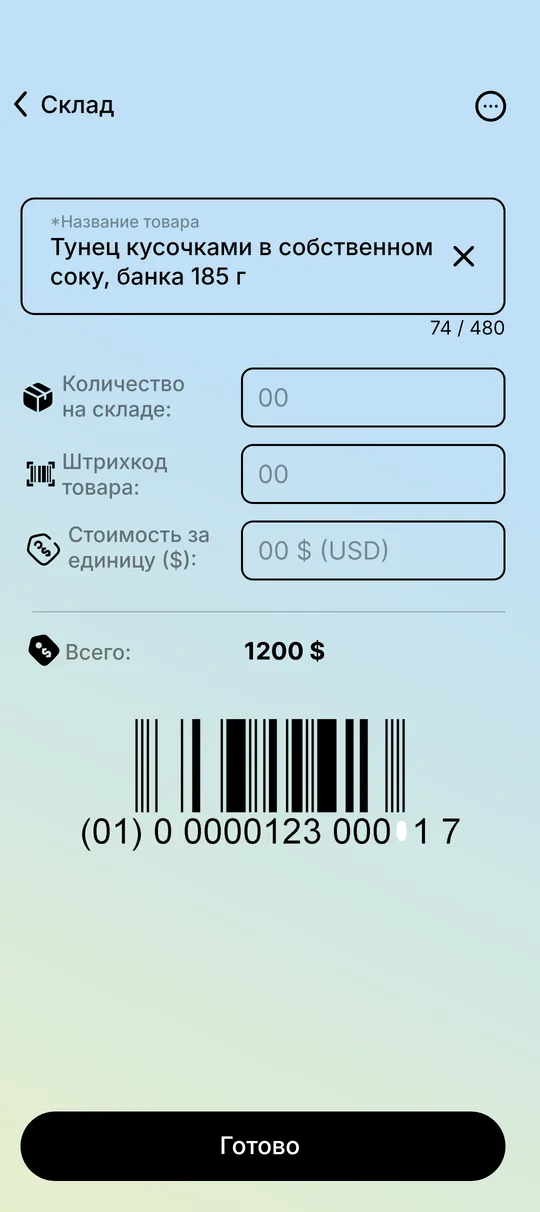 Склад
*Название товара
Тунец кусочками в собственном
соку, банка 185 г
74 / 480
Количество
на складе:
00
Штрихкод
товара:
00
Стоимость за
единицу ($):
00 $ (USD)
Всего:
1200 $
(01) 0 0000123 000 1 7
Готово